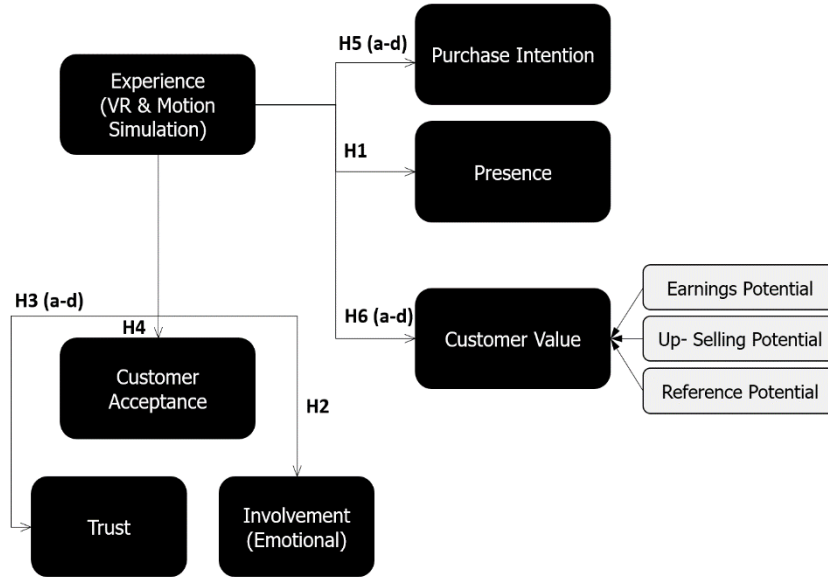 H5 (a-d)
Purchase Intention
Experience
(VR & Motion
Simulation)
H1
Presence
H3 (a-d)
H4
H6 (a-d)
Customer Value
Earnings Potential
Up- Selling Potential
Reference Potential
Customer
Acceptance
H2
Trust
Involvement
(Emotional)